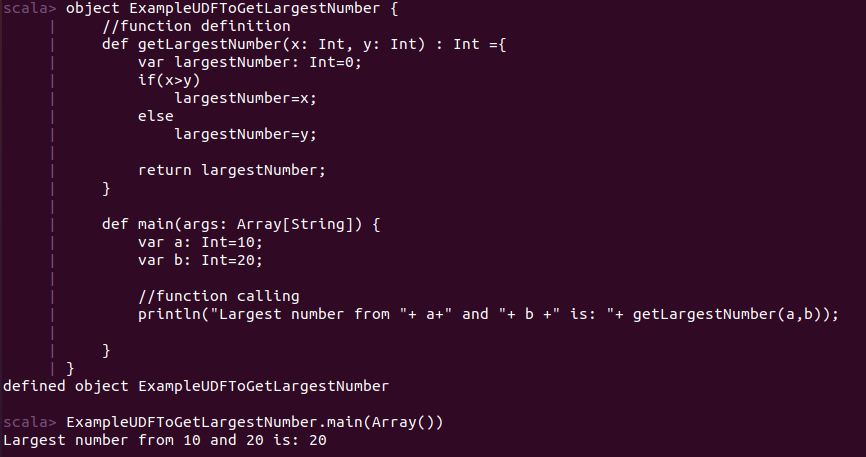 scala> object ExampleUDFToGetLargestNumber {
     |     //function definition
     |     def getLargestNumber(x: Int, y: Int) : Int ={
     |         var largestNumber: Int=0;
     |         if(x>y)
     |             largestNumber=x;
     |         else
     |             largestNumber=y;
     |
     |         return largestNumber;
     |     }
     |
     |     def main(args: Array[String]) {
     |         var a: Int=10;
     |         var b: Int=20;
     |
     |         //function calling
     |         println("Largest number from "+ a+" and "+ b +" is: "+ getLargestNumber(a,b));
     |
     |     }
     | }
defined object ExampleUDFToGetLargestNumber

scala> ExampleUDFToGetLargestNumber.main(Array())
Largest number from 10 and 20 is: 20